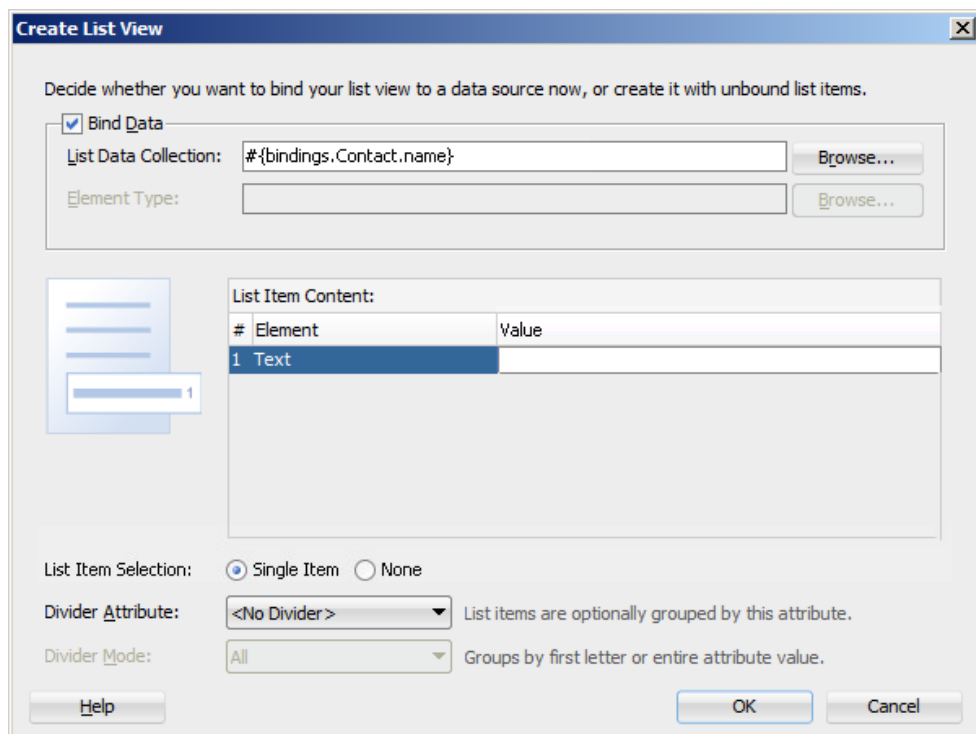 Create List View
Decide whether you want to bind your list view to a data source now, or create it with unbound list items.
Bind Data
List Data Collection: #{bindings.Contact.name} Browse...
Element Type: Browse...
List Item Content:
# Element Value
1 Text
1
List Item Selection: Single Item None
Divider Attribute: <No Divider> List items are optionally grouped by this attribute.
Divider Mode: All Groups by first letter or entire attribute value.
Help OK Cancel